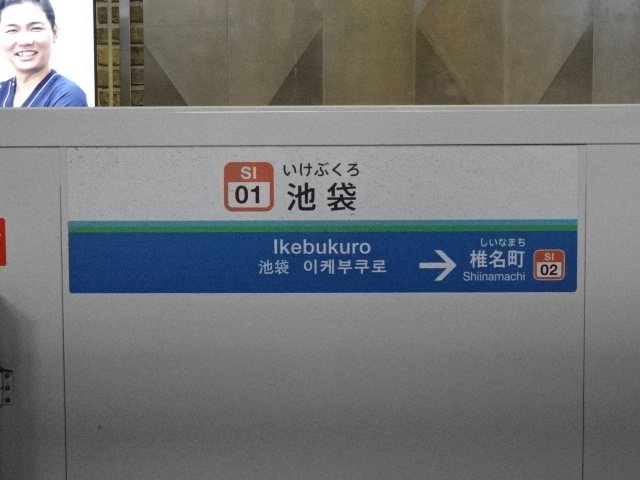 SI
01
いけぶくろ
池袋
Ikebukuro
池袋 이케부쿠로
→
しいなまち
椎名町
Shiinamachi
SI
02